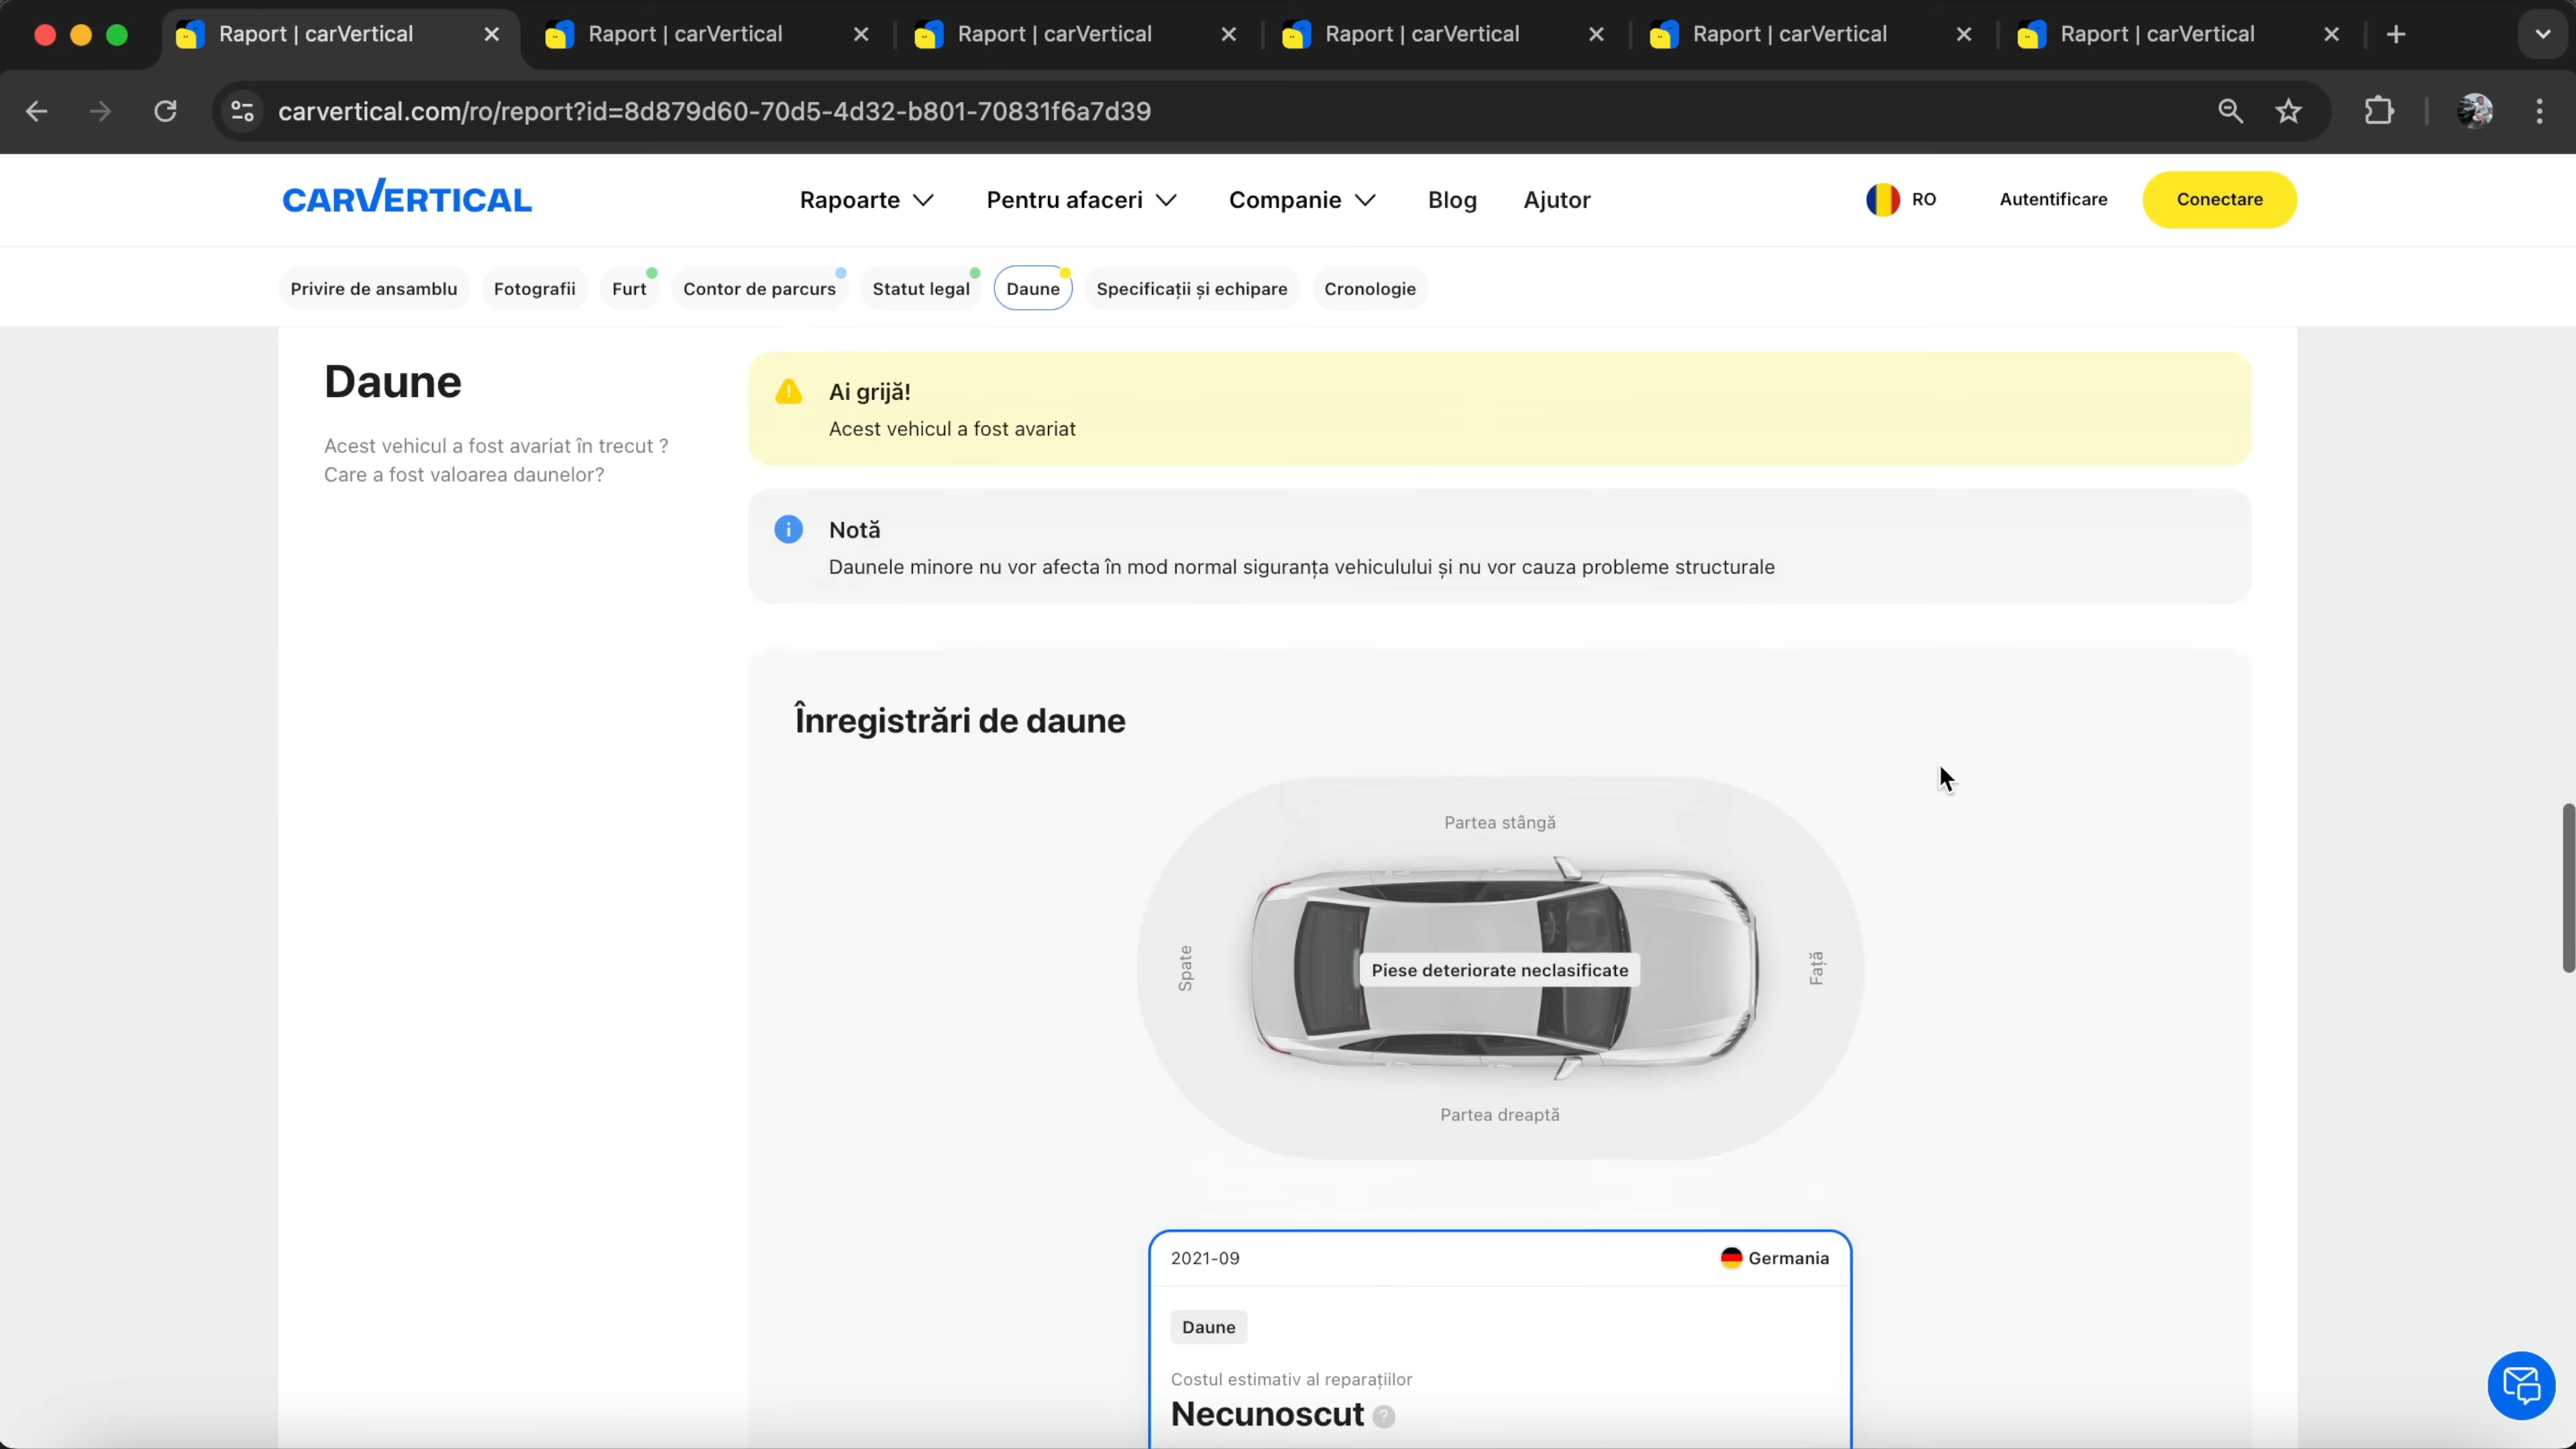 Raport | carVertical
Raport | carVertical
Raport | carVertical
Raport | carVertical
Raport | carVertical
Raport | carVertical
carvertical.com/ro/report?id=8d879d60-70d5-4d32-b801-70831f6a7d39
CARVERTICAL
Rapoarte
Pentru afaceri
Companie
Blog
Ajutor
RO
Autentificare
Conectare
Privire de ansamblu
Fotografii
Furt
Contor de parcurs
Statut legal
Daune
Specificații și echipare
Cronologie
Daune
Acest vehicul a fost avariat în trecut ?
Care a fost valoarea daunelor?
Ai grijă!
Acest vehicul a fost avariat
Notă
Daunele minore nu vor afecta în mod normal siguranța vehiculului și nu vor cauza probleme structurale
Înregistrări de daune
Partea stângă
Spate
Piese deteriorate neclasificate
Față
Partea dreaptă
2021-09
Germania
Daune
Costul estimativ al reparațiilor
Necunoscut ?